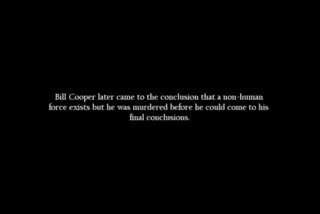 Bill Cooper later came to the conclusion that a non-human
force exists but he was murdered before he could come to his
final conclusions.